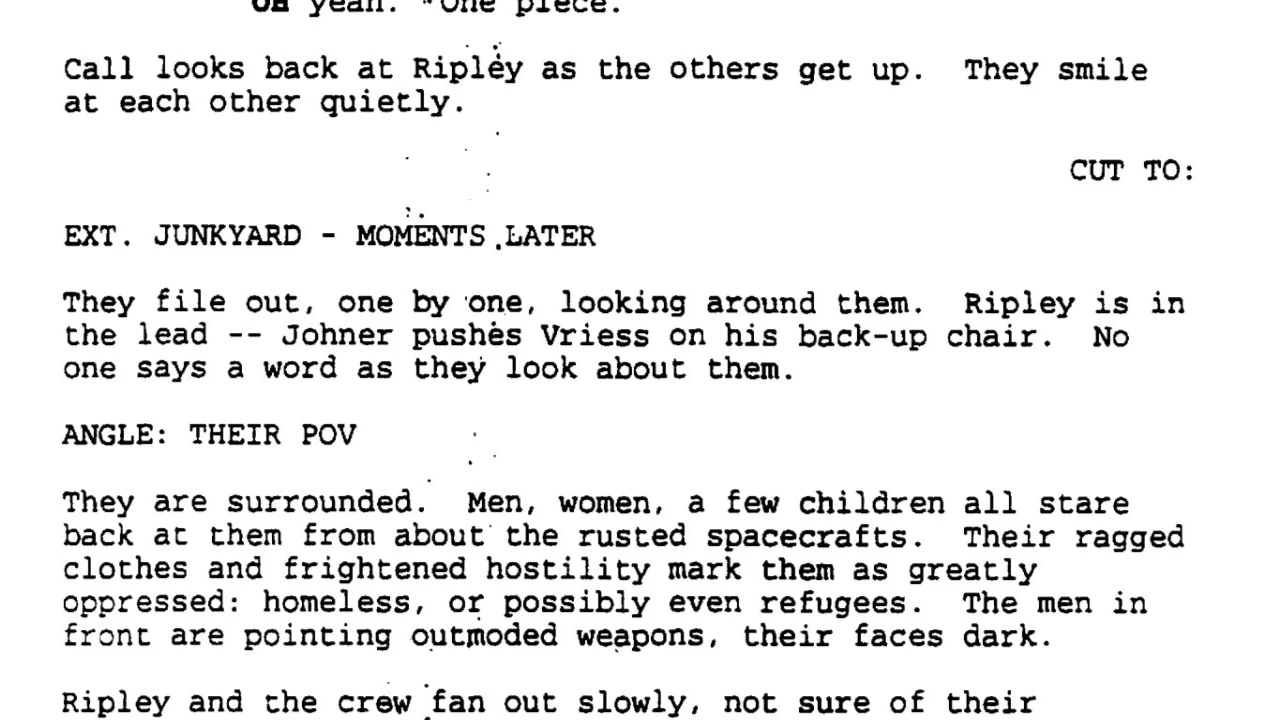 OH yeah. "One piece.
Call looks back at Ripley as the others get up. They smile
at each other quietly.
CUT TO:
EXT. JUNKYARD - MOMENTS LATER
They file out, one by one, looking around them. Ripley is in
the lead -- Johner pushes Vriess on his back-up chair. No
one says a word as they look about them.
ANGLE: THEIR POV
They are surrounded. Men, women, a few children all stare
back at them from about the rusted spacecrafts. Their ragged
clothes and frightened hostility mark them as greatly
oppressed: homeless, or possibly even refugees. The men in
front are pointing outmoded weapons, their faces dark.
Ripley and the crew fan out slowly, not sure of their